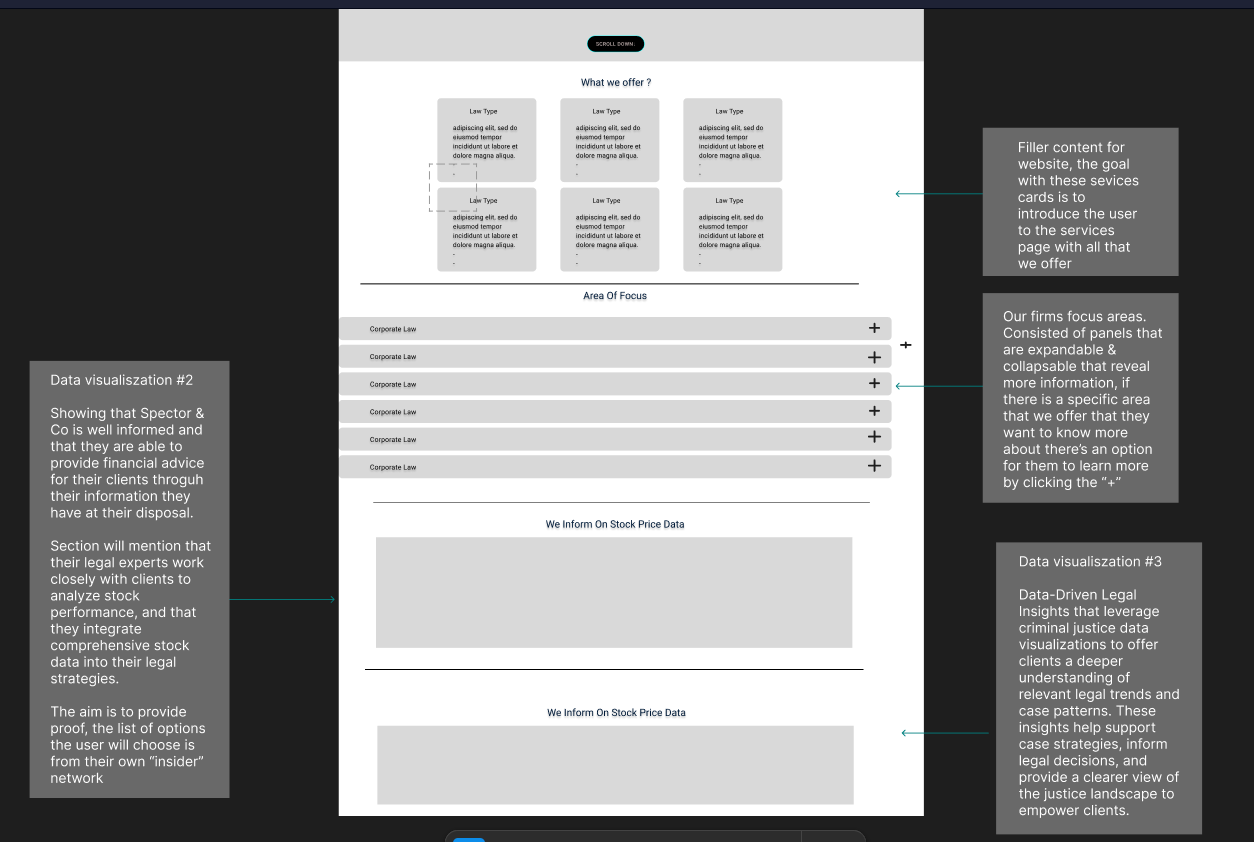 SCROLL DOWN.
What we offer ?
Law Type
adipiscing elit, sed do
eiusmod tempor
incididunt ut labore et
dolore magna aliqua.
-
-
Law Type
adipiscing elit, sed do
eiusmod tempor
incididunt ut labore et
dolore magna aliqua.
-
-
Law Type
adipiscing elit, sed do
eiusmod tempor
incididunt ut labore et
dolore magna aliqua.
-
-
Law Type
adipiscing elit, sed do
eiusmod tempor
incididunt ut labore et
dolore magna aliqua.
-
-
Law Type
adipiscing elit, sed do
eiusmod tempor
incididunt ut labore et
dolore magna aliqua.
-
-
Law Type
adipiscing elit, sed do
eiusmod tempor
incididunt ut labore et
dolore magna aliqua.
-
-
Filler content for
website, the goal
with these sevices
cards is to
introduce the user
to the services
page with all that
we offer
Area Of Focus
Corporate Law +
Corporate Law +
Corporate Law +
Corporate Law +
Corporate Law +
Corporate Law +
+
Our firms focus areas.
Consisted of panels that
are expandable &
collapsable that reveal
more information, if
there is a specific area
that we offer that they
want to know more
about there's an option
for them to learn more
by clicking the "+"
Data visualiszation #2
Showing that Spector &
Co is well informed and
that they are able to
provide financial advice
for their clients throguh
their information they
have at their disposal.
Section will mention that
their legal experts work
closely with clients to
analyze stock
performance, and that
they integrate
comprehensive stock
data into their legal
strategies.
The aim is to provide
proof, the list of options
the user will choose is
from their own "insider"
network
We Inform On Stock Price Data
We Inform On Stock Price Data
Data visualiszation #3
Data-Driven Legal
Insights that leverage
criminal justice data
visualizations to offer
clients a deeper
understanding of
relevant legal trends and
case patterns. These
insights help support
case strategies, inform
legal decisions, and
provide a clearer view of
the justice landscape to
empower clients.